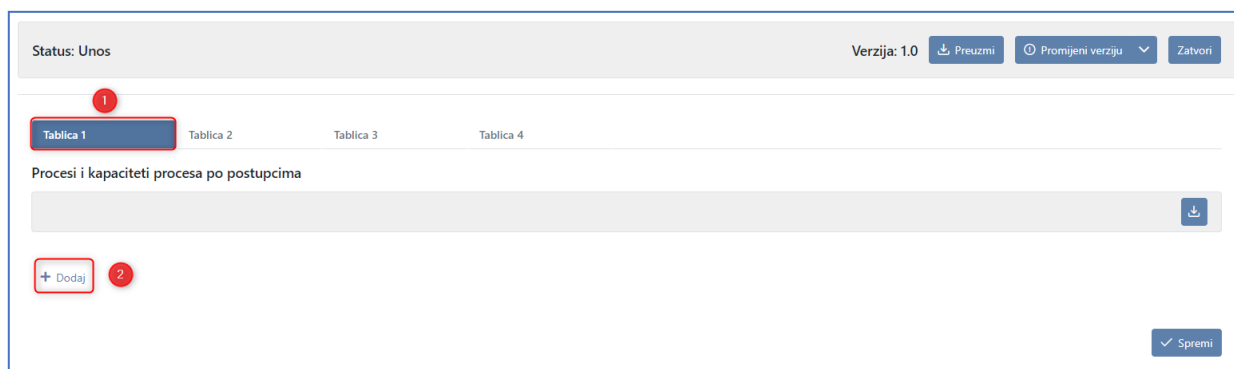 Status: Unos
Verzija: 1.0
Preuzmi
Promijeni verziju
Zatvori
1
Tablica 1
Tablica 2
Tablica 3
Tablica 4
Procesi i kapaciteti procesa po postupcima
+ Dodaj
2
Spremi